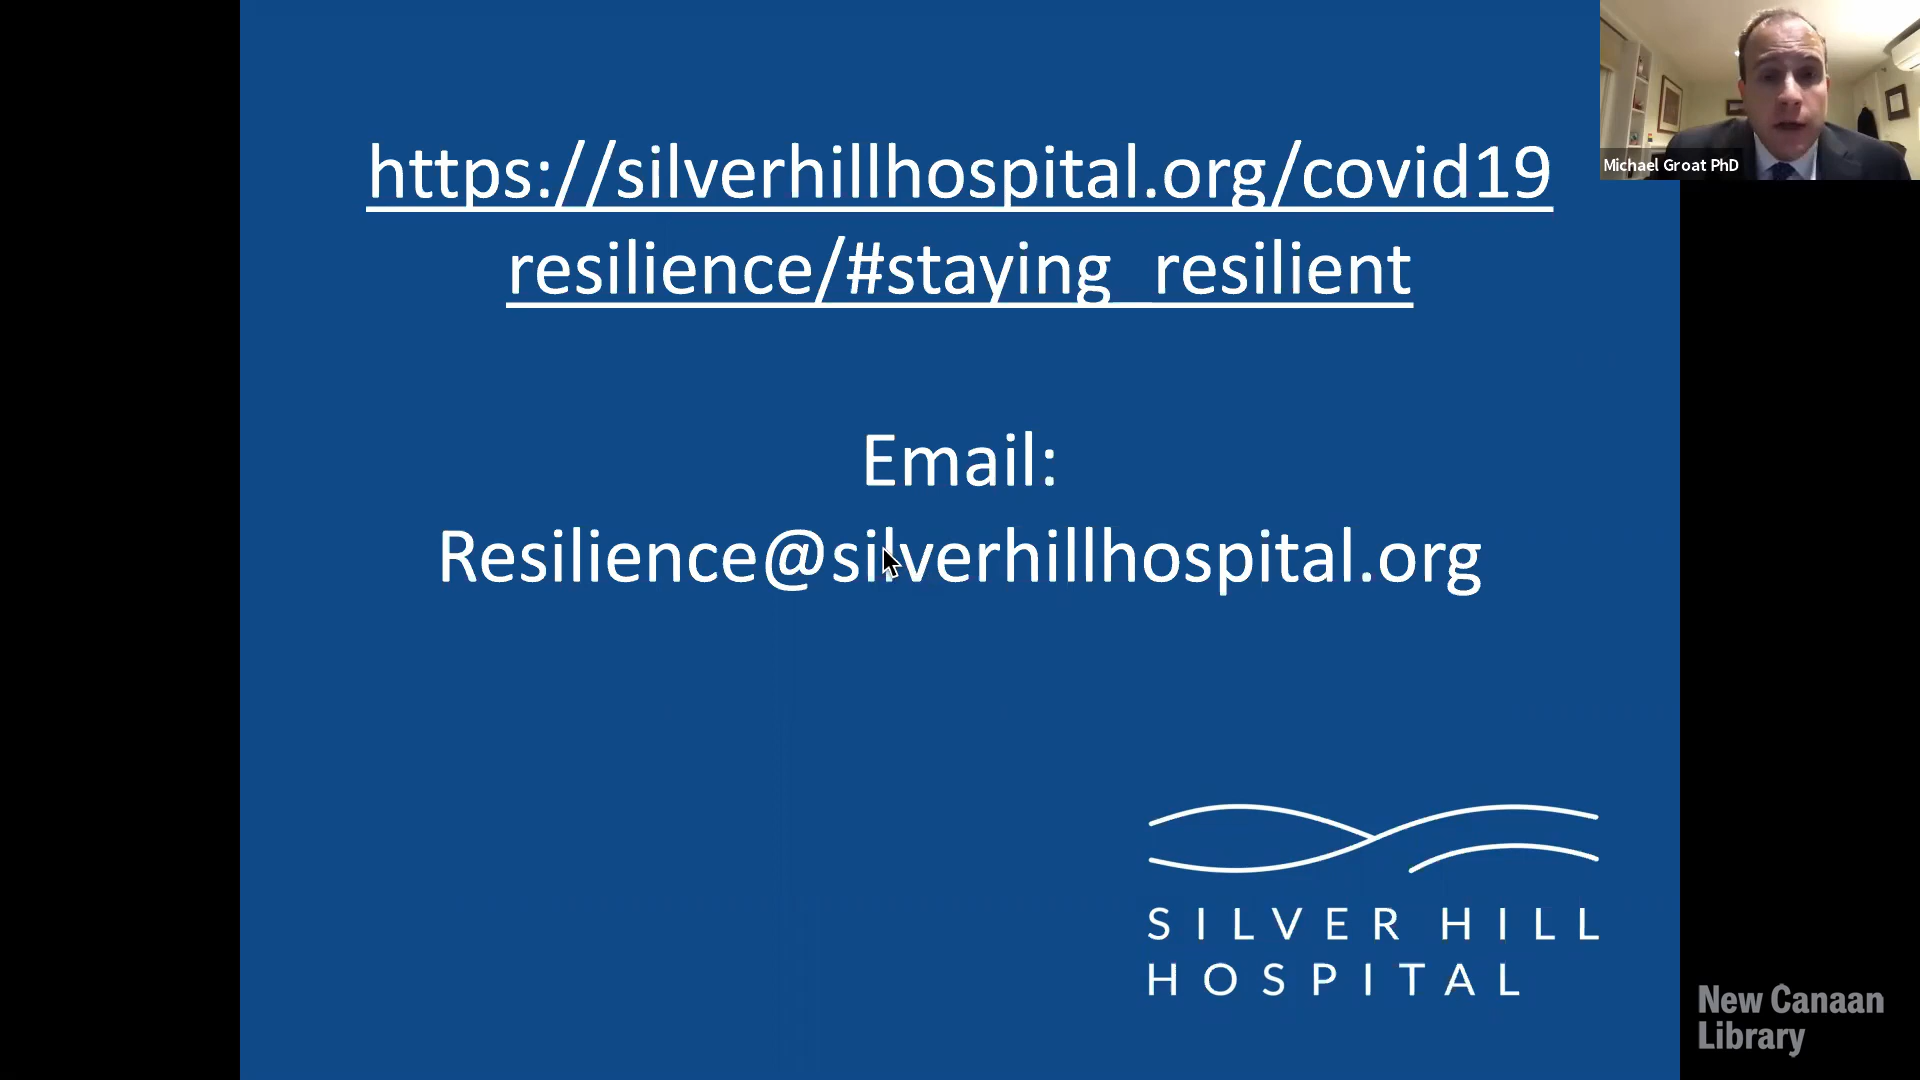 https://silverhillhospital.org/covid19
resilience/#staying_resilient
Email:
Resilience@silverhillhospital.org
SILVER HILL
HOSPITAL
Michael Groat PhD
New Canaan
Library